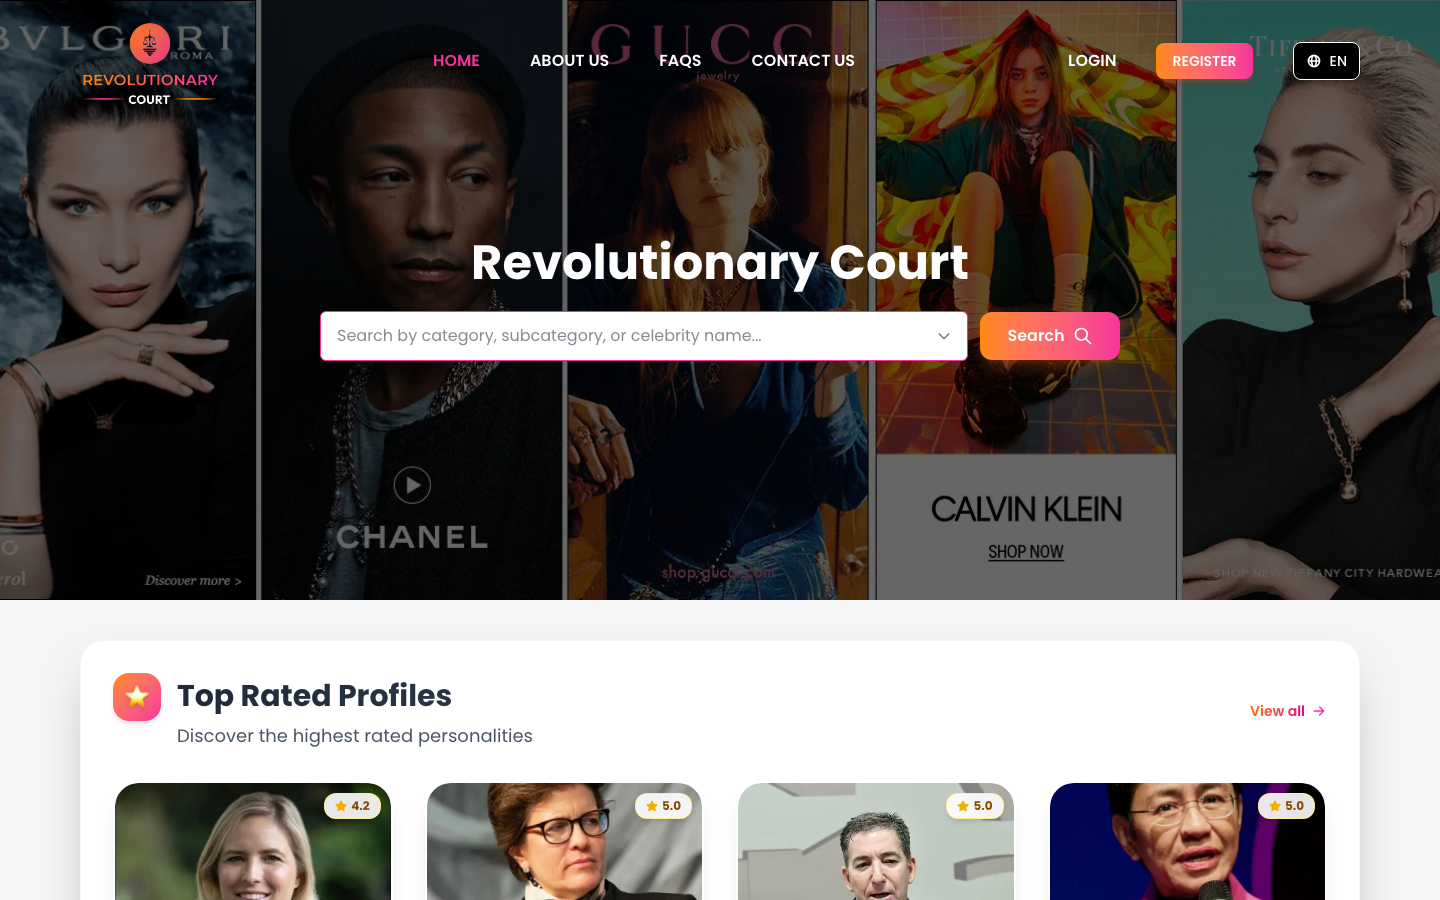 BVLGARI
ROMA
REVOLUTIONARY
COURT
HOME
ABOUT US
FAQS
CONTACT US
LOGIN
REGISTER
EN
GUCCI
jewelry
TIFFANY & CO
Revolutionary Court
Search by category, subcategory, or celebrity name...
Search
CHANEL
CALVIN KLEIN
SHOP NOW
Discover more >
shop gucci.com
SHOP NEW TIFFANY CITY HARDWEA
Top Rated Profiles
Discover the highest rated personalities
View all →
4.2
5.0
5.0
5.0